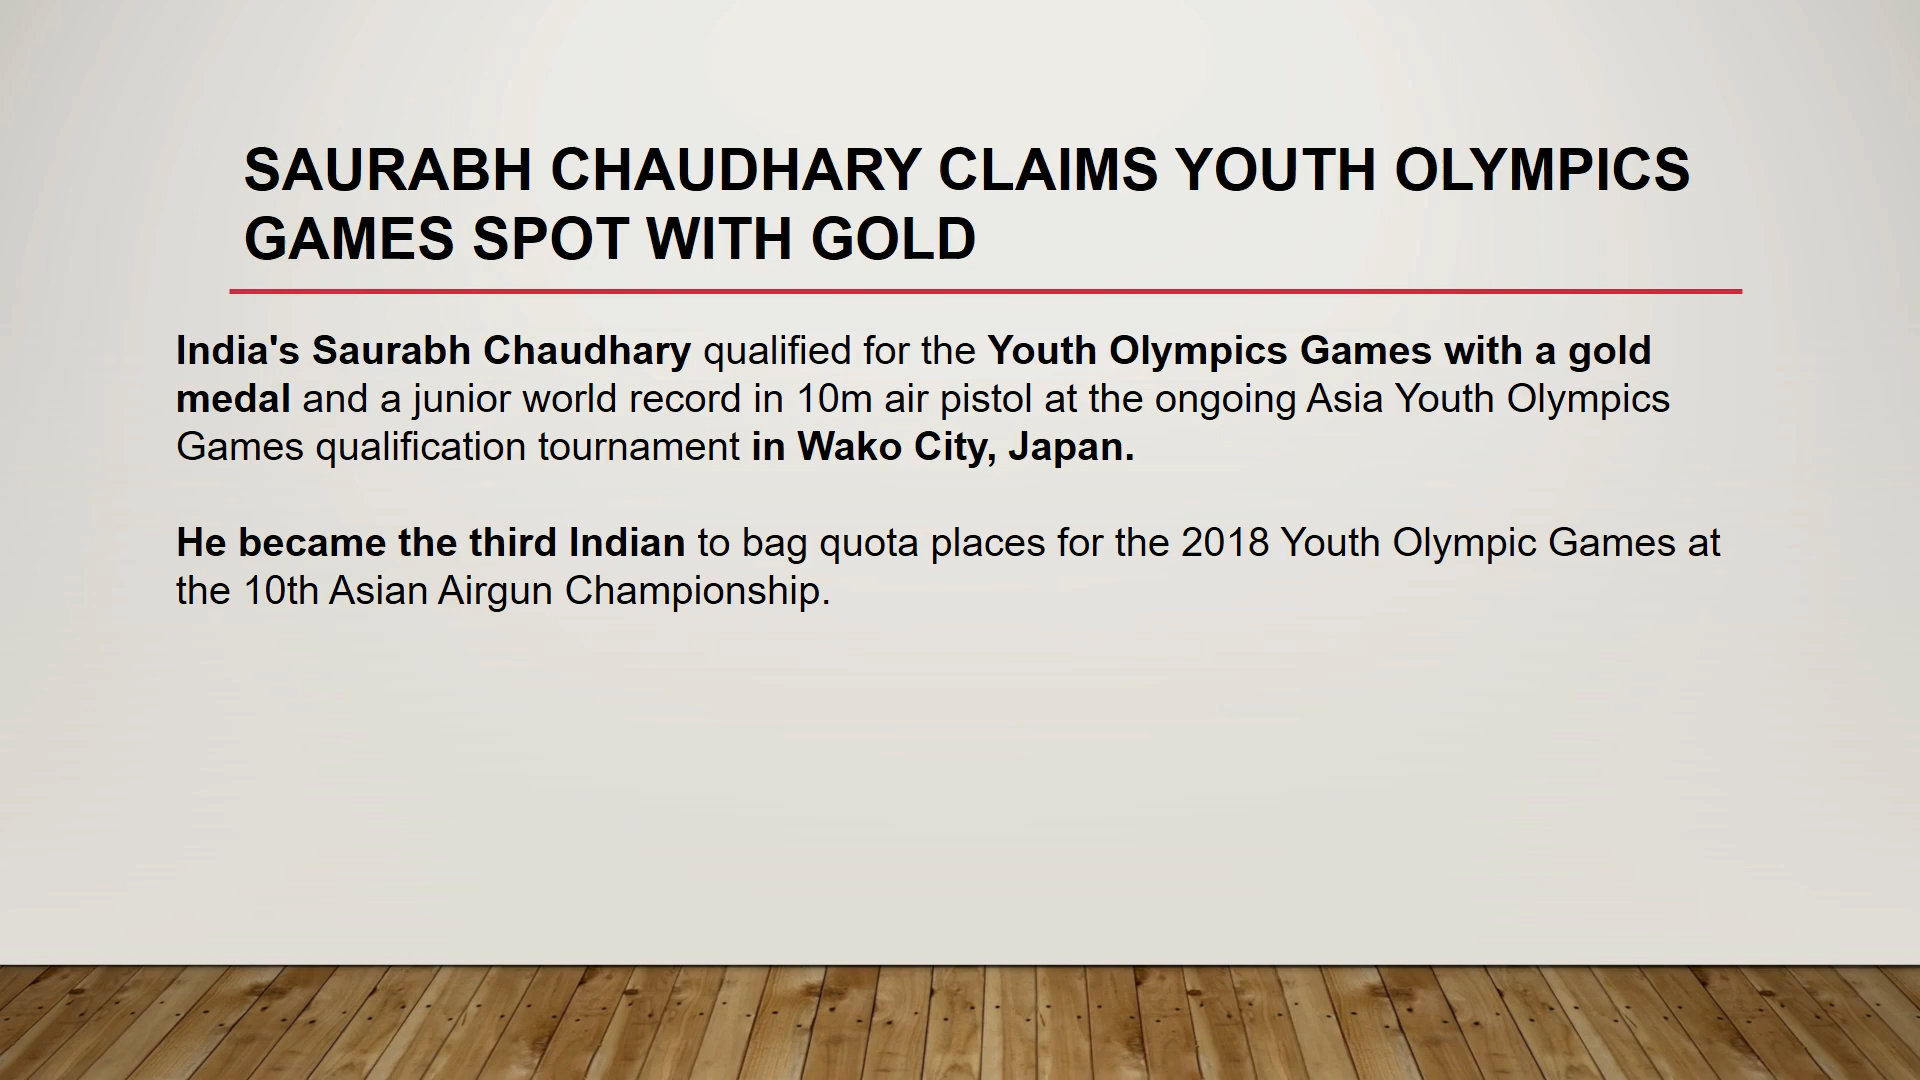 SAURABH CHAUDHARY CLAIMS YOUTH OLYMPICS
GAMES SPOT WITH GOLD
India's Saurabh Chaudhary qualified for the Youth Olympics Games with a gold
medal and a junior world record in 10m air pistol at the ongoing Asia Youth Olympics
Games qualification tournament in Wako City, Japan.
He became the third Indian to bag quota places for the 2018 Youth Olympic Games at
the 10th Asian Airgun Championship.